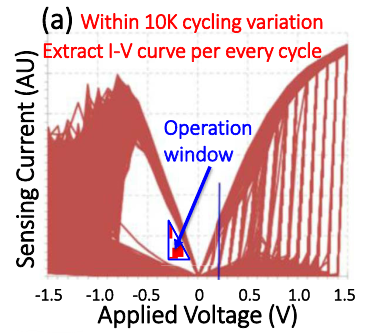 (a) Within 10K cycling variation
Extract I-V curve per every cycle
Operation
window
Sensing Current (AU)
-1.5 -1.0 -0.5 0 0.5 1.0 1.5
Applied Voltage (V)